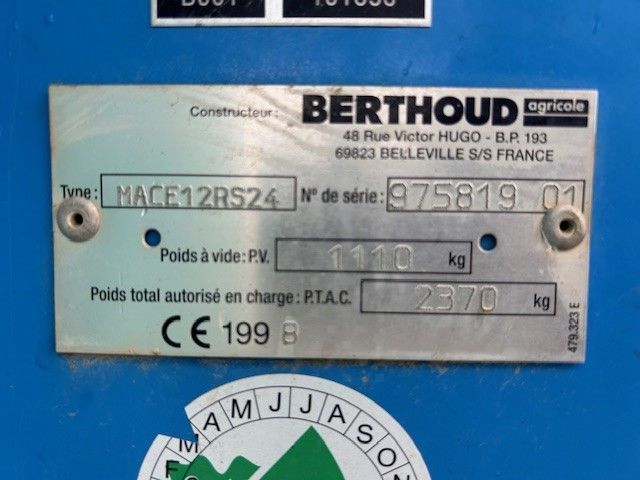 Constructeur: BERTHOUD agricole
48 Rue Victor HUGO - B.P. 193
69823 BELLEVILLE S/S FRANCE
Type: MACE12RS24 N° de série: 975819 01
Poids à vide: P.V. 1110 kg
Poids total autorisé en charge: P.T.A.C. 2370 kg
CE 1998
479.323 E
F M A M J J A S O N